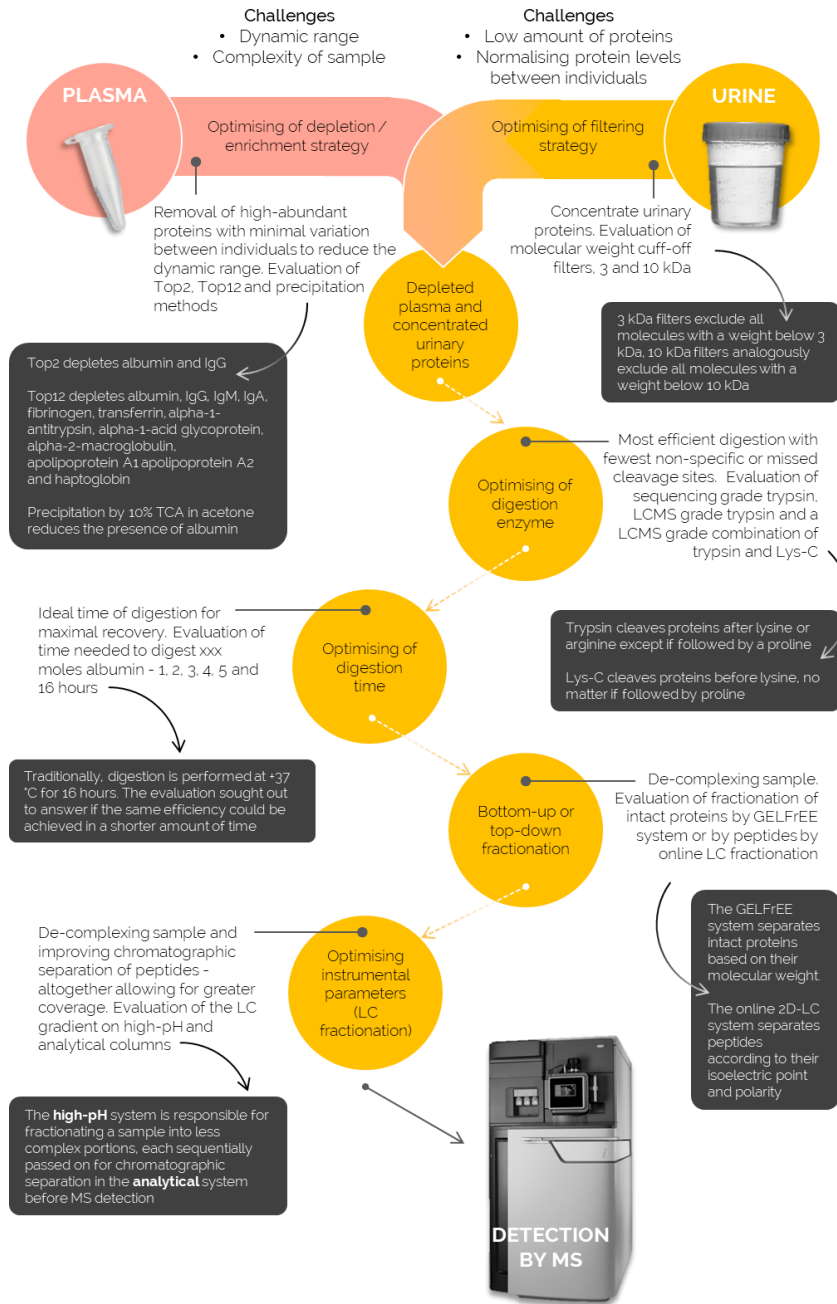 Challenges
• Dynamic range
• Complexity of sample
Challenges
• Low amount of proteins
• Normalising protein levels
between individuals
PLASMA
Optimising of depletion /
enrichment strategy
Optimising of filtering
strategy
URINE
Removal of high-abundant
proteins with minimal variation
between individuals to reduce the
dynamic range. Evaluation of
Top2, Top12 and precipitation
methods
Concentrate urinary
proteins. Evaluation of
molecular weight cuff-off
filters, 3 and 10 kDa
Depleted
plasma and
concentrated
urinary
proteins
3 kDa filters exclude all
molecules with a weight below 3
kDa, 10 kDa filters analogously
exclude all molecules with a
weight below 10 kDa
Top2 depletes albumin and IgG
Top12 depletes albumin, IgG, IgM, IgA,
fibrinogen, transferrin, alpha-1-
antitrypsin, alpha-1-acid glycoprotein,
alpha-2-macroglobulin,
apolipoprotein A1 apolipoprotein A2
and haptoglobin
Precipitation by 10% TCA in acetone
reduces the presence of albumin
Optimising of
digestion
enzyme
Most efficient digestion with
fewest non-specific or missed
cleavage sites. Evaluation of
sequencing grade trypsin,
LCMS grade trypsin and a
LCMS grade combination of
trypsin and Lys-C
Ideal time of digestion for
maximal recovery. Evaluation of
time needed to digest xxx
moles albumin - 1, 2, 3, 4, 5 and
16 hours
Optimising of
digestion
time
Trypsin cleaves proteins after lysine or
arginine except if followed by a proline
Lys-C cleaves proteins before lysine, no
matter if followed by proline
Traditionally, digestion is performed at +37
°C for 16 hours. The evaluation sought out
to answer if the same efficiency could be
achieved in a shorter amount of time
Bottom-up or
top-down
fractionation
De-complexing sample.
Evaluation of fractionation of
intact proteins by GELFrEE
system or by peptides by
online LC fractionation
De-complexing sample and
improving chromatographic
separation of peptides -
altogether allowing for greater
coverage. Evaluation of the LC
gradient on high-pH and
analytical columns
Optimising
instrumental
parameters
(LC
fractionation)
The GELFrEE
system separates
intact proteins
based on their
molecular weight.
The online 2D-LC
system separates
peptides
according to their
isoelectric point
and polarity
The high-pH system is responsible for
fractionating a sample into less
complex portions, each sequentially
passed on for chromatographic
separation in the analytical system
before MS detection
DETECTION
BY MS